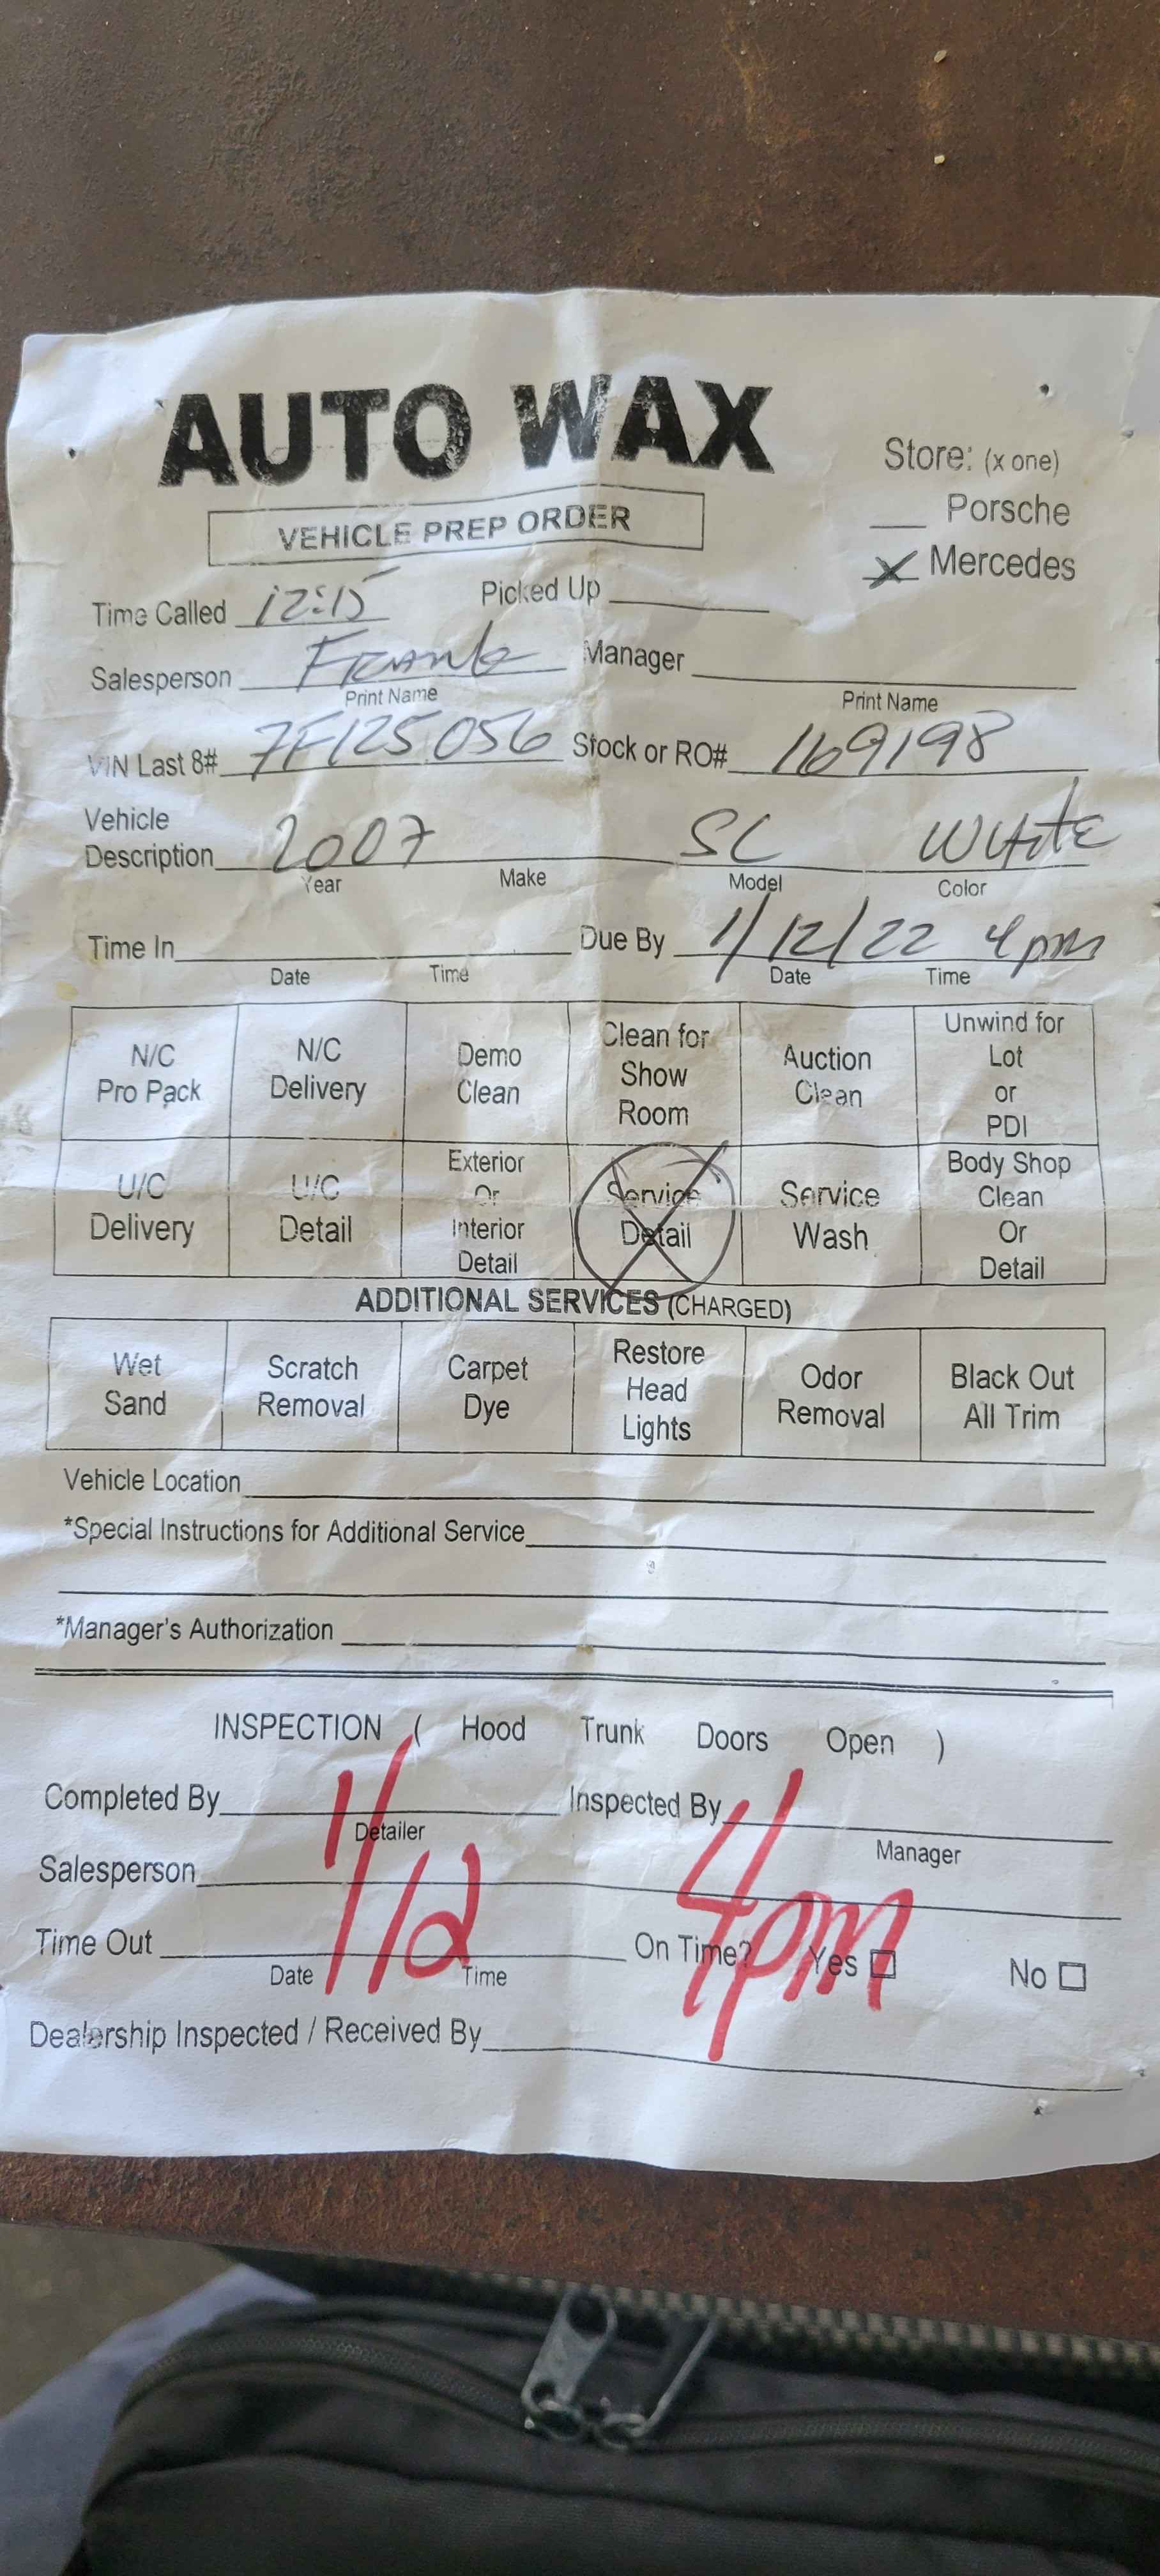 AUTO WAX
Store: (x one)
VEHICLE PREP ORDER
Porsche
X Mercedes
Time Called 12:15 Picked Up
Salesperson Frank Manager
Print Name Print Name
VIN Last 8# 7F125056 Stock or RO# 169198
Vehicle
Description 2007 SL White
Year Make Model Color
Time In Due By 1/12/22 4pm
Date Time Date Time
N/C Pro Pack
N/C Delivery
Demo Clean
Clean for Show Room
Auction Clean
Unwind for Lot or PDI
U/C Delivery
U/C Detail
Exterior Or Interior Detail
Service Detail
Service Wash
Body Shop Clean Or Detail
ADDITIONAL SERVICES (CHARGED)
Wet Sand
Scratch Removal
Carpet Dye
Restore Head Lights
Odor Removal
Black Out All Trim
Vehicle Location
*Special Instructions for Additional Service
*Manager's Authorization
INSPECTION ( Hood Trunk Doors Open )
Completed By Inspected By
Detailer Manager
1/12 4pm
Salesperson
Time Out On Time? Yes No
Date Time
Dealership Inspected / Received By